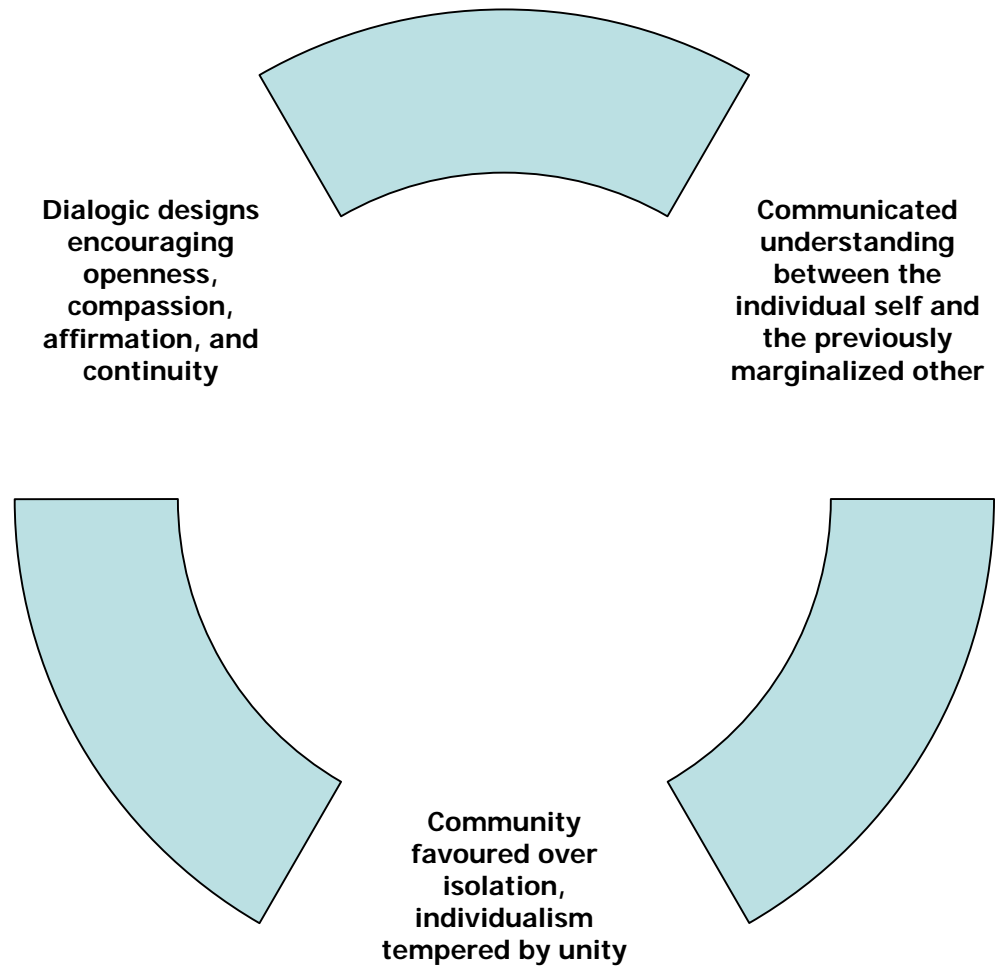 Dialogic designs
encouraging
openness,
compassion,
affirmation, and
continuity
Communicated
understanding
between the
individual self and
the previously
marginalized other
Community
favoured over
isolation,
individualism
tempered by unity